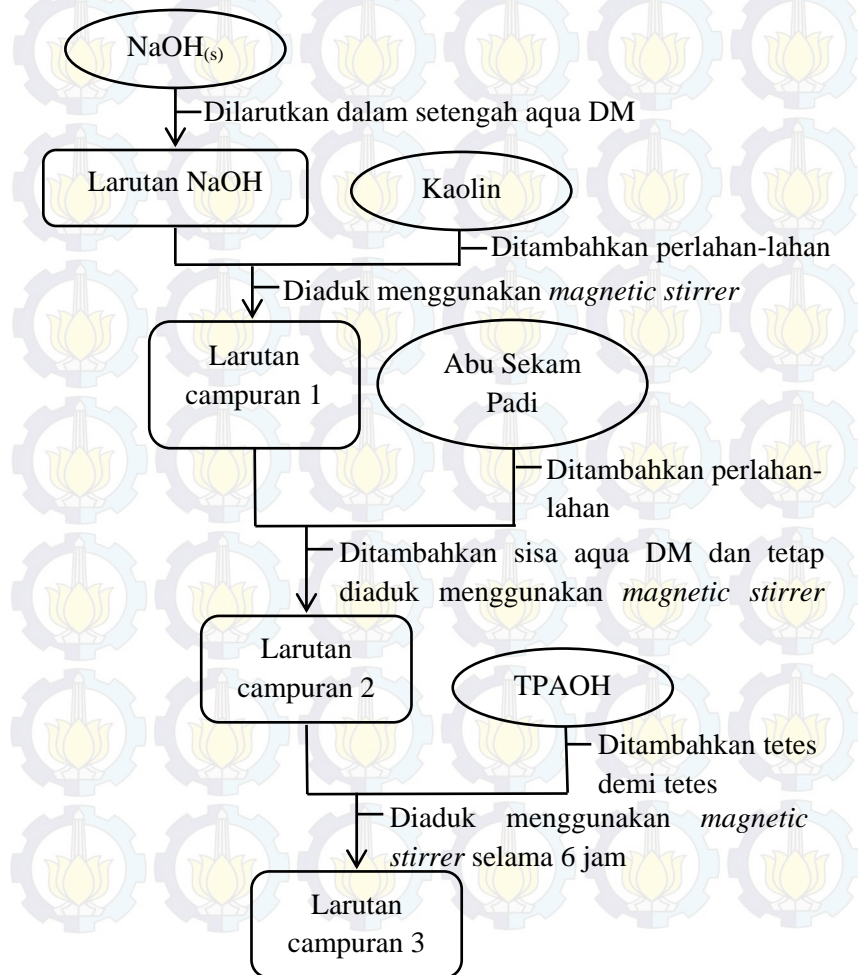 NaOH(s)
Dilarutkan dalam setengah aqua DM
Larutan NaOH
Kaolin
Ditambahkan perlahan-lahan
Diaduk menggunakan magnetic stirrer
Larutan
campuran 1
Abu Sekam
Padi
Ditambahkan perlahan-
lahan
Ditambahkan sisa aqua DM dan tetap
diaduk menggunakan magnetic stirrer
Larutan
campuran 2
TPAOH
Ditambahkan tetes
demi tetes
Diaduk menggunakan magnetic
stirrer selama 6 jam
Larutan
campuran 3